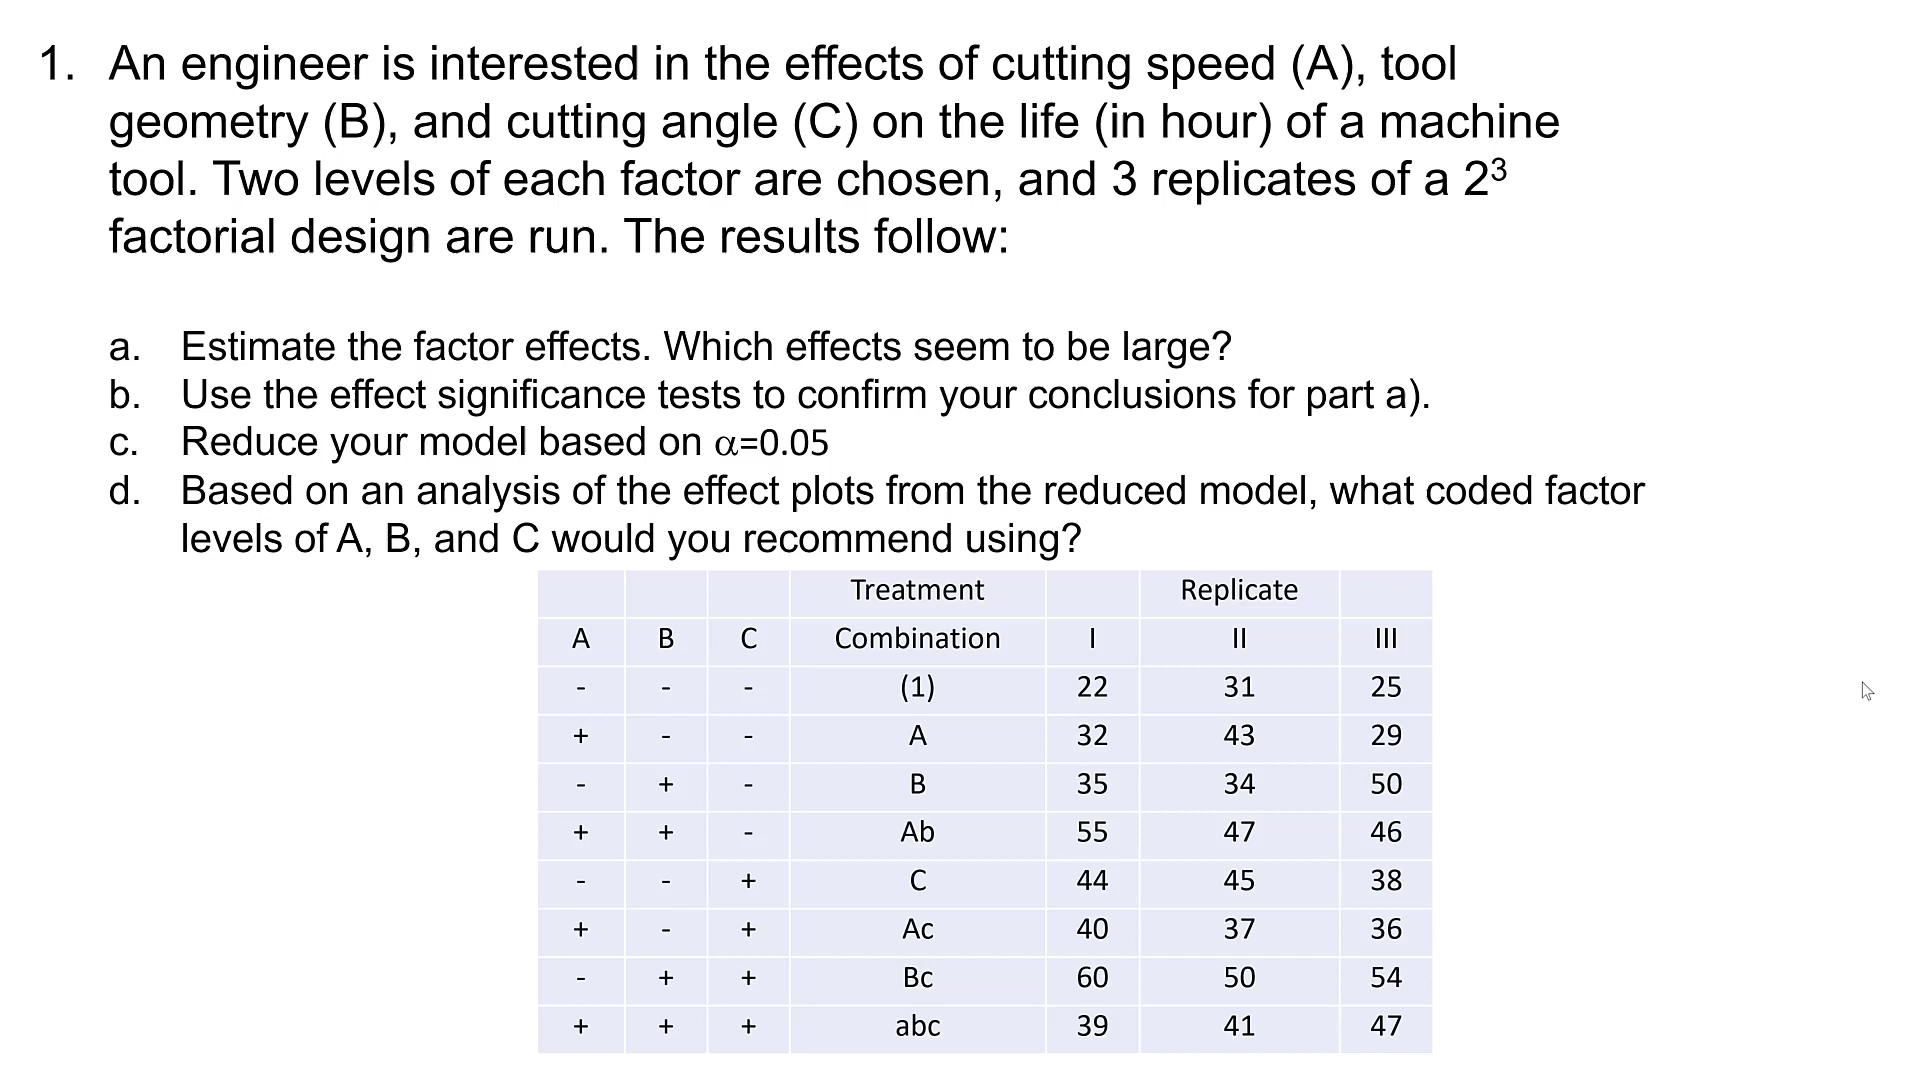 1. An engineer is interested in the effects of cutting speed (A), tool
geometry (B), and cutting angle (C) on the life (in hour) of a machine
tool. Two levels of each factor are chosen, and 3 replicates of a 2³
factorial design are run. The results follow:
a. Estimate the factor effects. Which effects seem to be large?
b. Use the effect significance tests to confirm your conclusions for part a).
c. Reduce your model based on α=0.05
d. Based on an analysis of the effect plots from the reduced model, what coded factor
levels of A, B, and C would you recommend using?
Treatment Replicate
A B C Combination I II III
- - - (1) 22 31 25
+ - - A 32 43 29
- + - B 35 34 50
+ + - Ab 55 47 46
- - + C 44 45 38
+ - + Ac 40 37 36
- + + Bc 60 50 54
+ + + abc 39 41 47